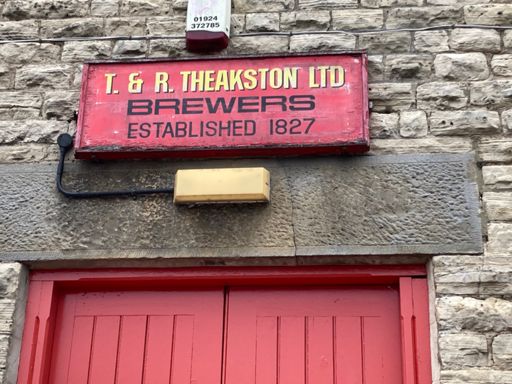 01924
372785
T. & R. THEAKSTON LTD
BREWERS
ESTABLISHED 1827